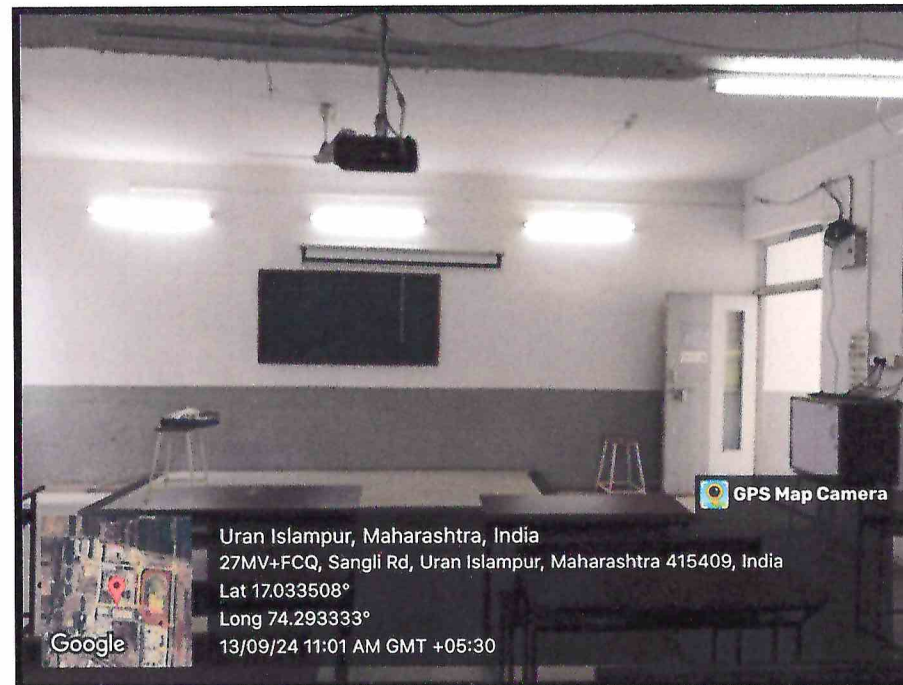 GPS Map Camera
Uran Islampur, Maharashtra, India
27MV+FCQ, Sangli Rd, Uran Islampur, Maharashtra 415409, India
Lat 17.033508°
Long 74.293333°
13/09/24 11:01 AM GMT +05:30
Google